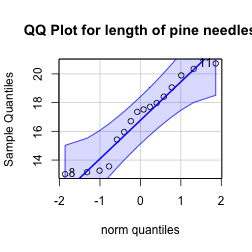 QQ Plot for length of pine needles
Sample Quantiles
20
18
16
14
11
8
-2 -1 0 1 2
norm quantiles